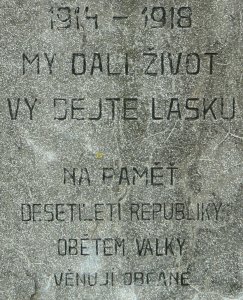 1914 - 1918
MY DALI ŽIVOT
VY DEJTE LÁSKU
NA PAMĚŤ
DESETILETÍ REPUBLIKY
OBĚTEM VÁLKY
VĚNUJÍ OBČANÉ